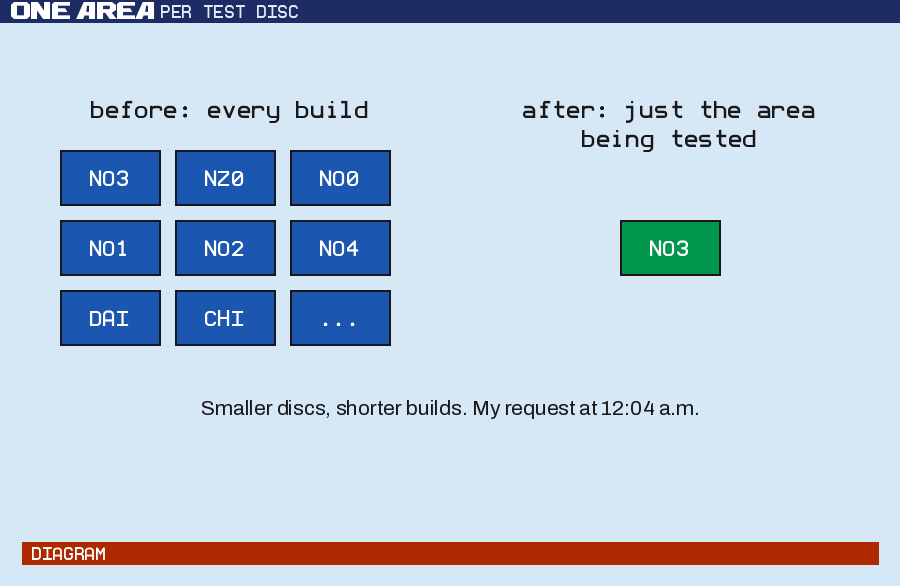 ONE AREA PER TEST DISC
before: every build
after: just the area
being tested
NO3 NZ0 NO0
NO1 NO2 NO4
NO3
DAI CHI ...
Smaller discs, shorter builds. My request at 12:04 a.m.
DIAGRAM